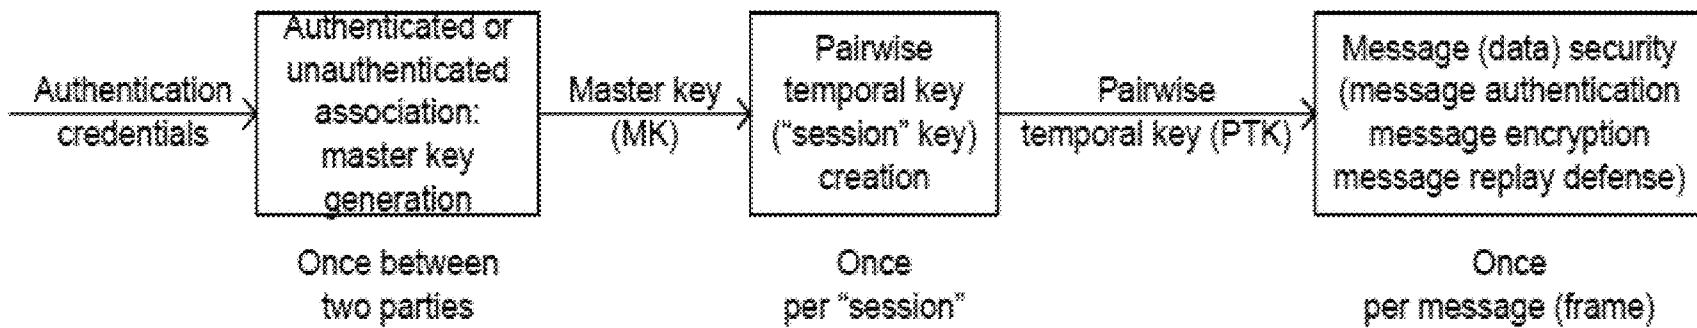 Authentication
credentials
Authenticated or
unauthenticated
association:
master key
generation
Master key
(MK)
Pairwise
temporal key
(“session” key)
creation
Pairwise
temporal key (PTK)
Message (data) security
(message authentication
message encryption
message replay defense)
Once between
two parties
Once
per “session”
Once
per message (frame)